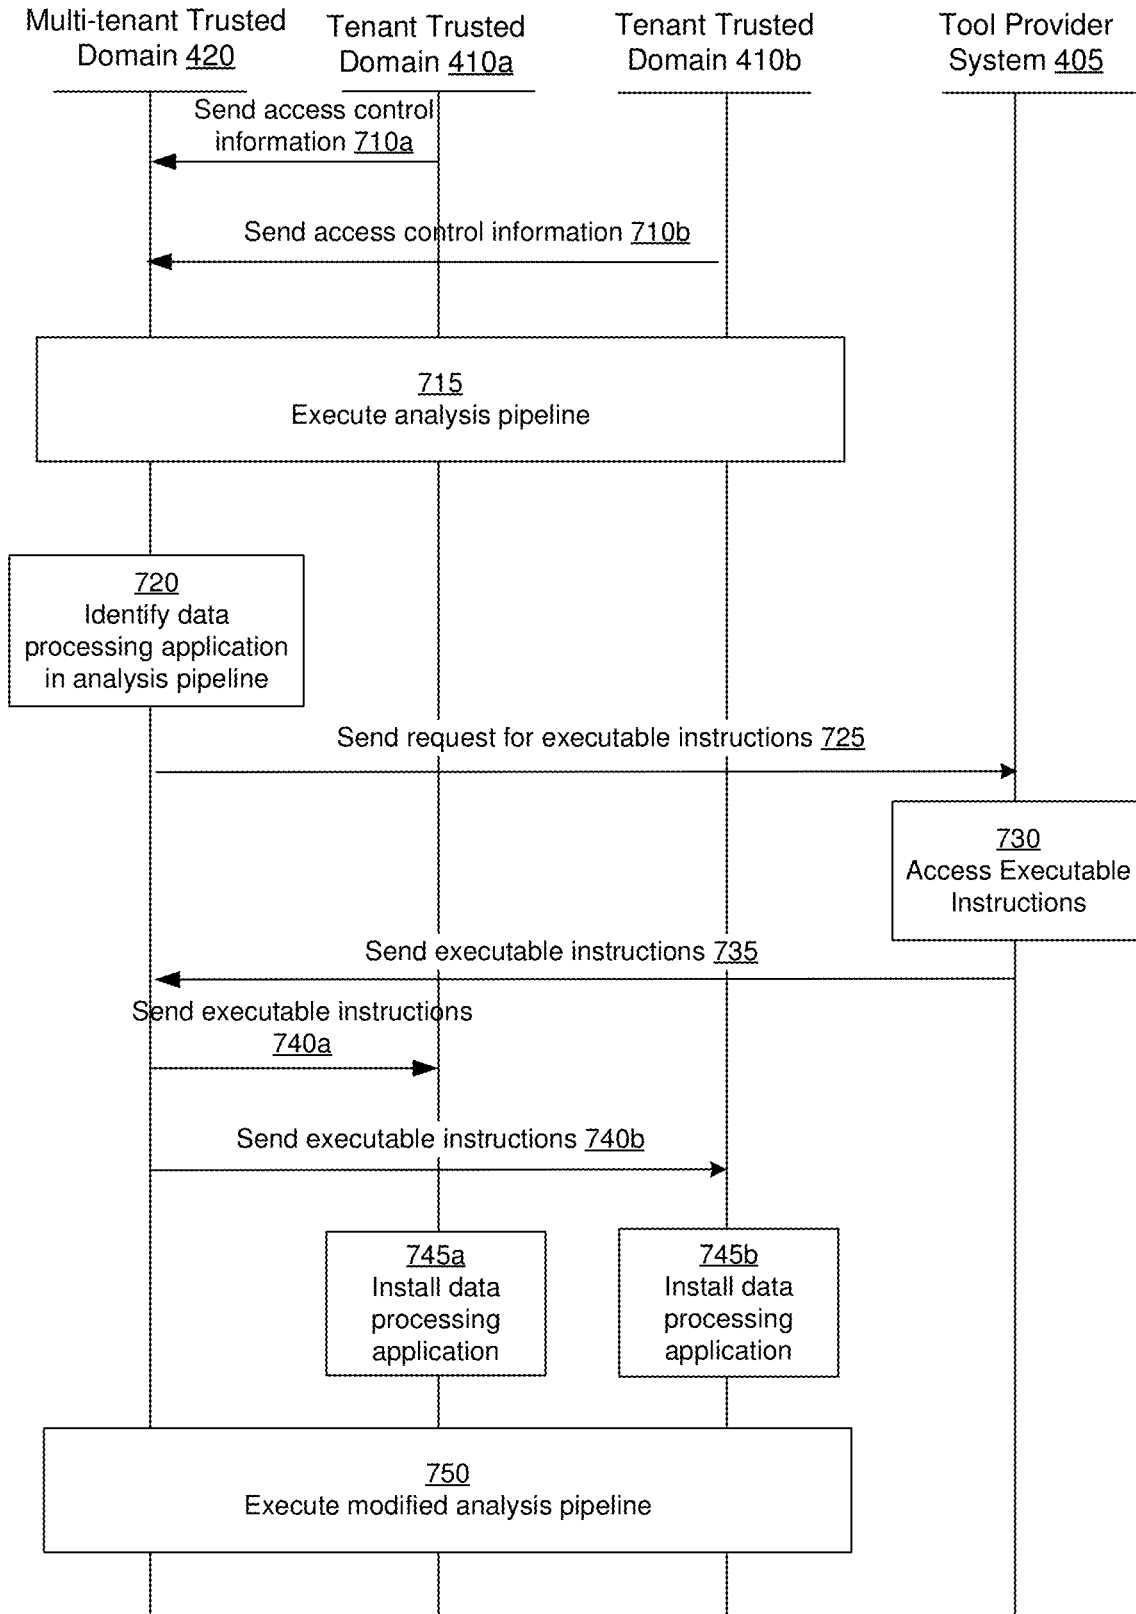 Multi-tenant Trusted
Domain 420
Tenant Trusted
Domain 410a
Tenant Trusted
Domain 410b
Tool Provider
System 405
Send access control
information 710a
Send access control information 710b
715
Execute analysis pipeline
720
Identify data
processing application
in analysis pipeline
Send request for executable instructions 725
730
Access Executable
Instructions
Send executable instructions 735
Send executable instructions
740a
Send executable instructions 740b
745a
Install data
processing
application
745b
Install data
processing
application
750
Execute modified analysis pipeline